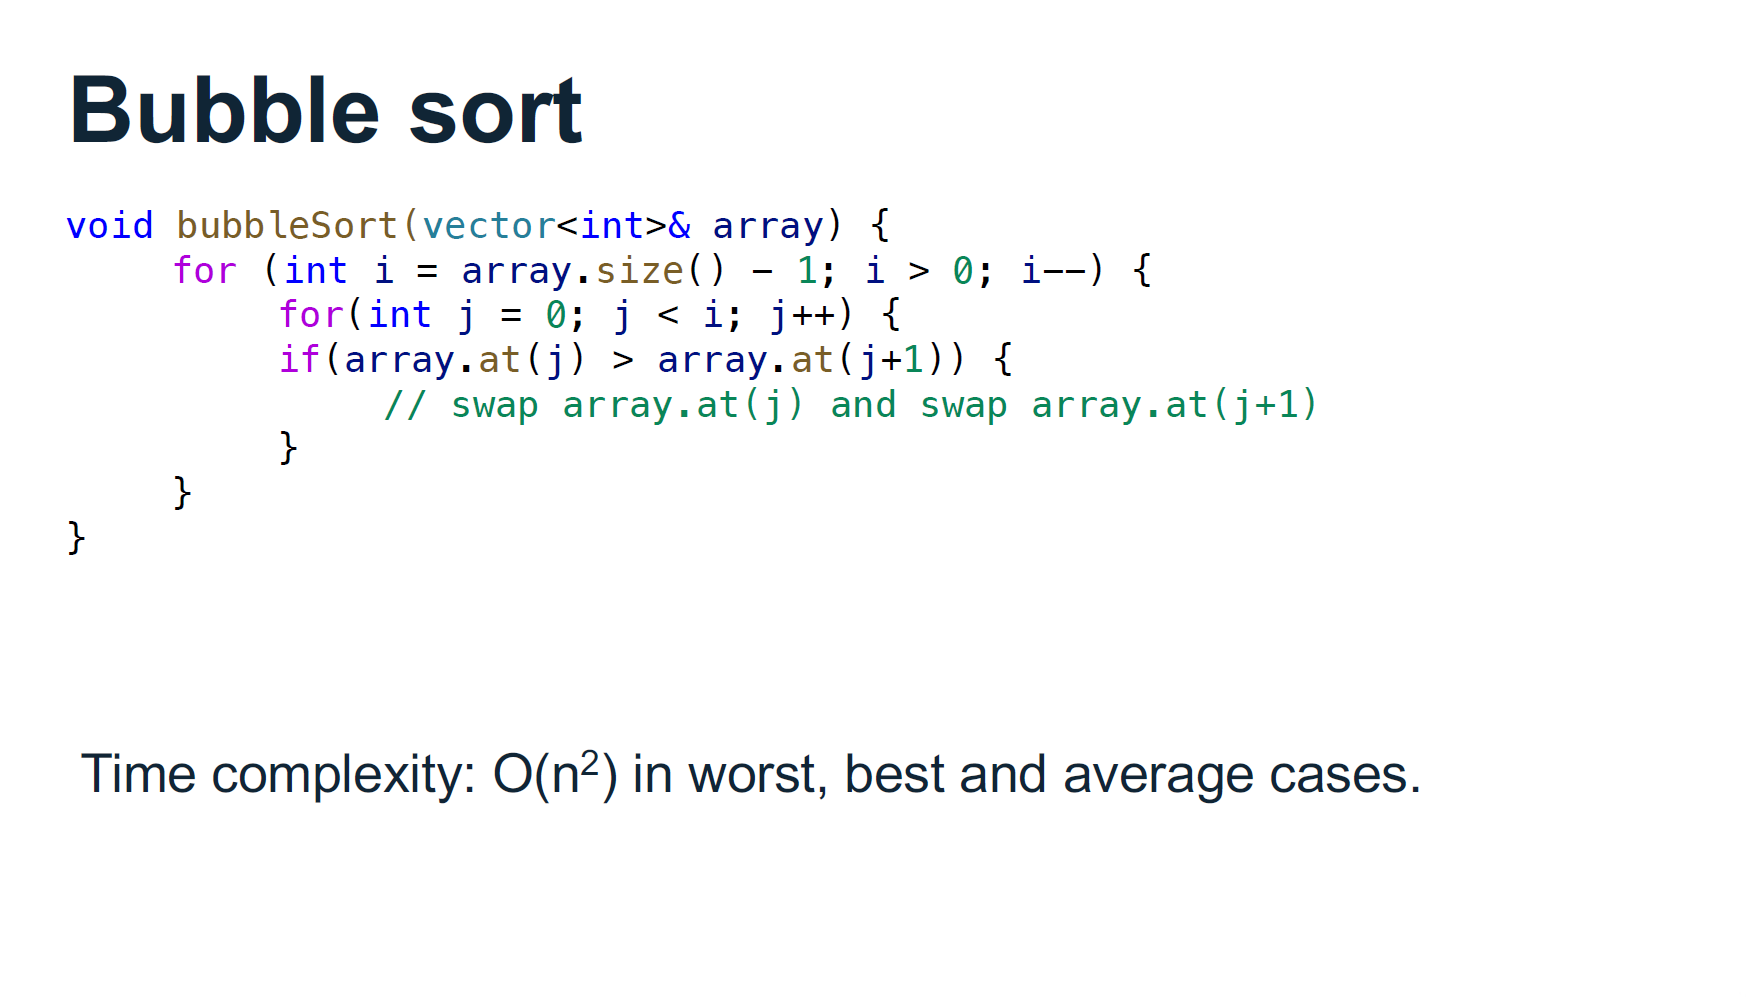 Bubble sort
void bubbleSort(vector<int>& array) {
for (int i = array.size() - 1; i > 0; i--) {
for(int j = 0; j < i; j++) {
if(array.at(j) > array.at(j+1)) {
// swap array.at(j) and swap array.at(j+1)
}
}
}
Time complexity: O(n²) in worst, best and average cases.